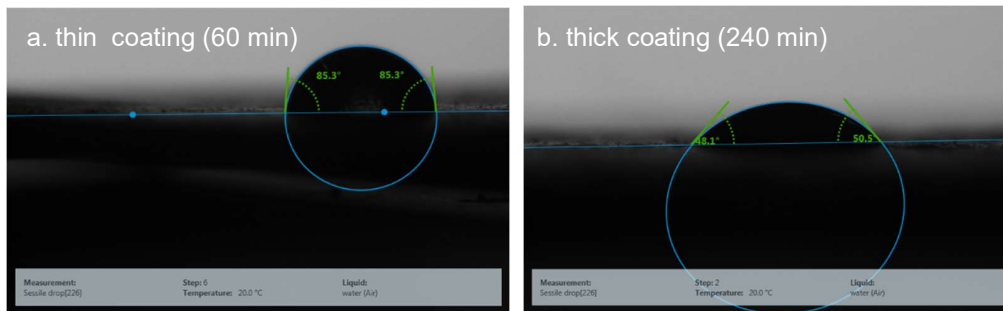 a. thin coating (60 min)
85.3° 85.3°
Measurement: Step: 6 Liquid:
Sessile drop[226] Temperature: 20.0 °C water (Air)
b. thick coating (240 min)
48.1° 50.5°
Measurement: Step: 2 Liquid:
Sessile drop[226] Temperature: 20.0 °C water (Air)